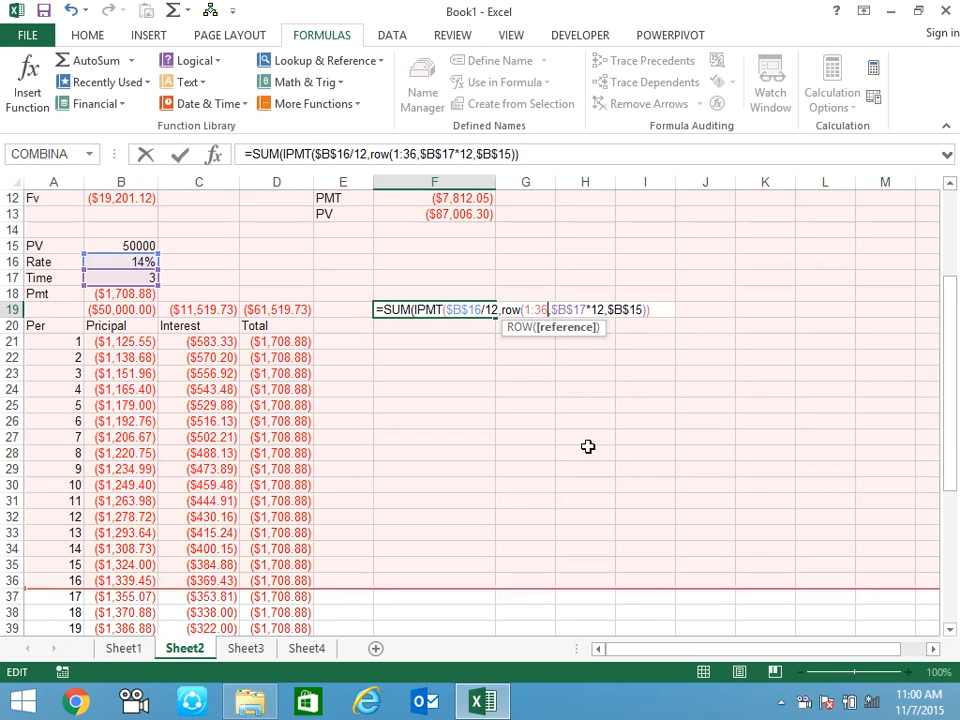 Book1 - Excel
?
Sign in
FILE HOME INSERT PAGE LAYOUT FORMULAS DATA REVIEW VIEW DEVELOPER POWERPIVOT
AutoSum Logical Lookup & Reference Define Name Trace Precedents
Recently Used Text Math & Trig Use in Formula Trace Dependents
Financial Date & Time More Functions Create from Selection Remove Arrows
Insert Function
Name Manager
Watch Window
Calculation Options
Function Library Defined Names Formula Auditing Calculation
COMBINA fx =SUM(IPMT($B$16/12,row(1:36,$B$17*12,$B$15))
A B C D E F G H I J K L M
12 Fv ($19,201.12) PMT ($7,812.05)
13 PV ($87,006.30)
14
15 PV 50000
16 Rate 14%
17 Time 3
18 Pmt ($1,708.88)
19 ($50,000.00) ($11,519.73) ($61,519.73) =SUM(IPMT($B$16/12,row(1:36,$B$17*12,$B$15))
20 Per Pricipal Interest Total ROW([reference])
21 1 ($1,125.55) ($583.33) ($1,708.88)
22 2 ($1,138.68) ($570.20) ($1,708.88)
23 3 ($1,151.96) ($556.92) ($1,708.88)
24 4 ($1,165.40) ($543.48) ($1,708.88)
25 5 ($1,179.00) ($529.88) ($1,708.88)
26 6 ($1,192.76) ($516.13) ($1,708.88)
27 7 ($1,206.67) ($502.21) ($1,708.88)
28 8 ($1,220.75) ($488.13) ($1,708.88)
29 9 ($1,234.99) ($473.89) ($1,708.88)
30 10 ($1,249.40) ($459.48) ($1,708.88)
31 11 ($1,263.98) ($444.91) ($1,708.88)
32 12 ($1,278.72) ($430.16) ($1,708.88)
33 13 ($1,293.64) ($415.24) ($1,708.88)
34 14 ($1,308.73) ($400.15) ($1,708.88)
35 15 ($1,324.00) ($384.88) ($1,708.88)
36 16 ($1,339.45) ($369.43) ($1,708.88)
37 17 ($1,355.07) ($353.81) ($1,708.88)
38 18 ($1,370.88) ($338.00) ($1,708.88)
39 19 ($1,386.88) ($322.00) ($1,708.88)
Sheet1 Sheet2 Sheet3 Sheet4
EDIT 100%
11:00 AM
11/7/2015